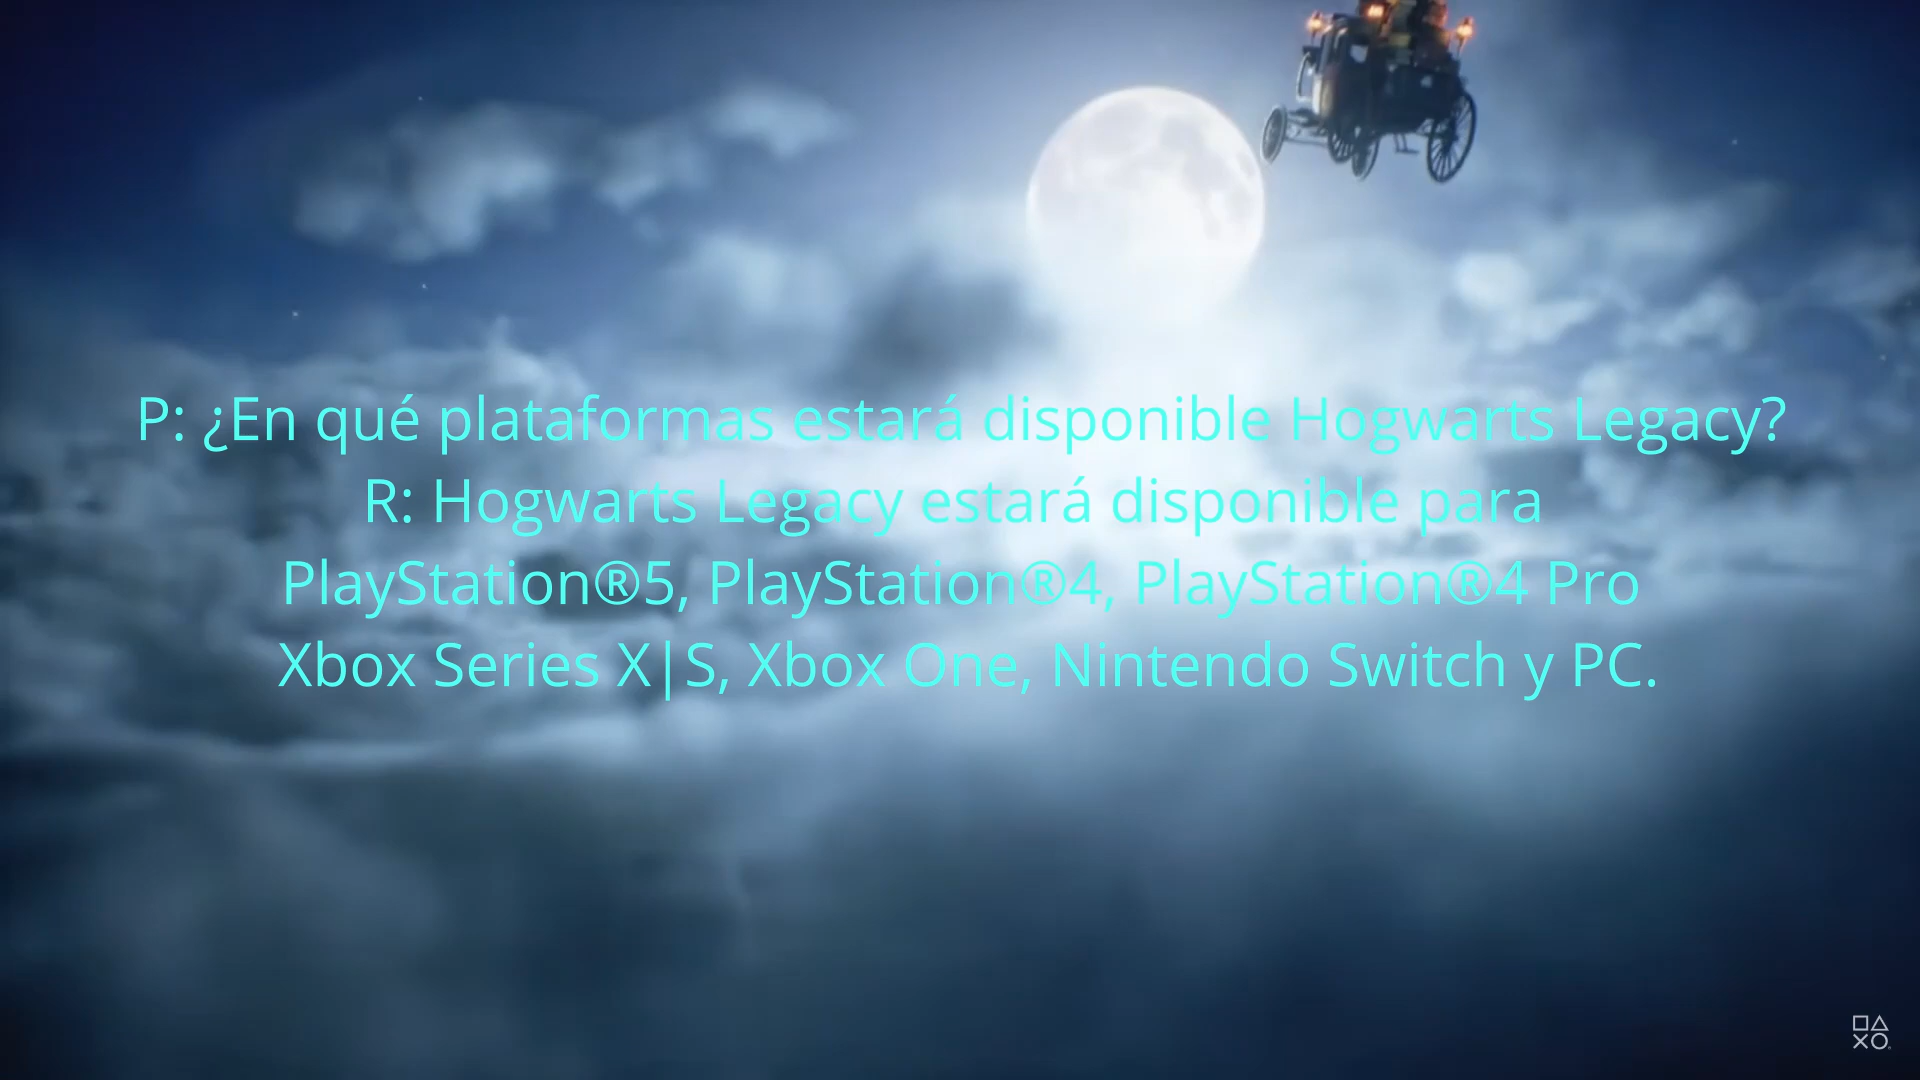 P: ¿En qué plataformas estará disponible Hogwarts Legacy?
R: Hogwarts Legacy estará disponible para
PlayStation®5, PlayStation®4, PlayStation®4 Pro
Xbox Series X|S, Xbox One, Nintendo Switch y PC.